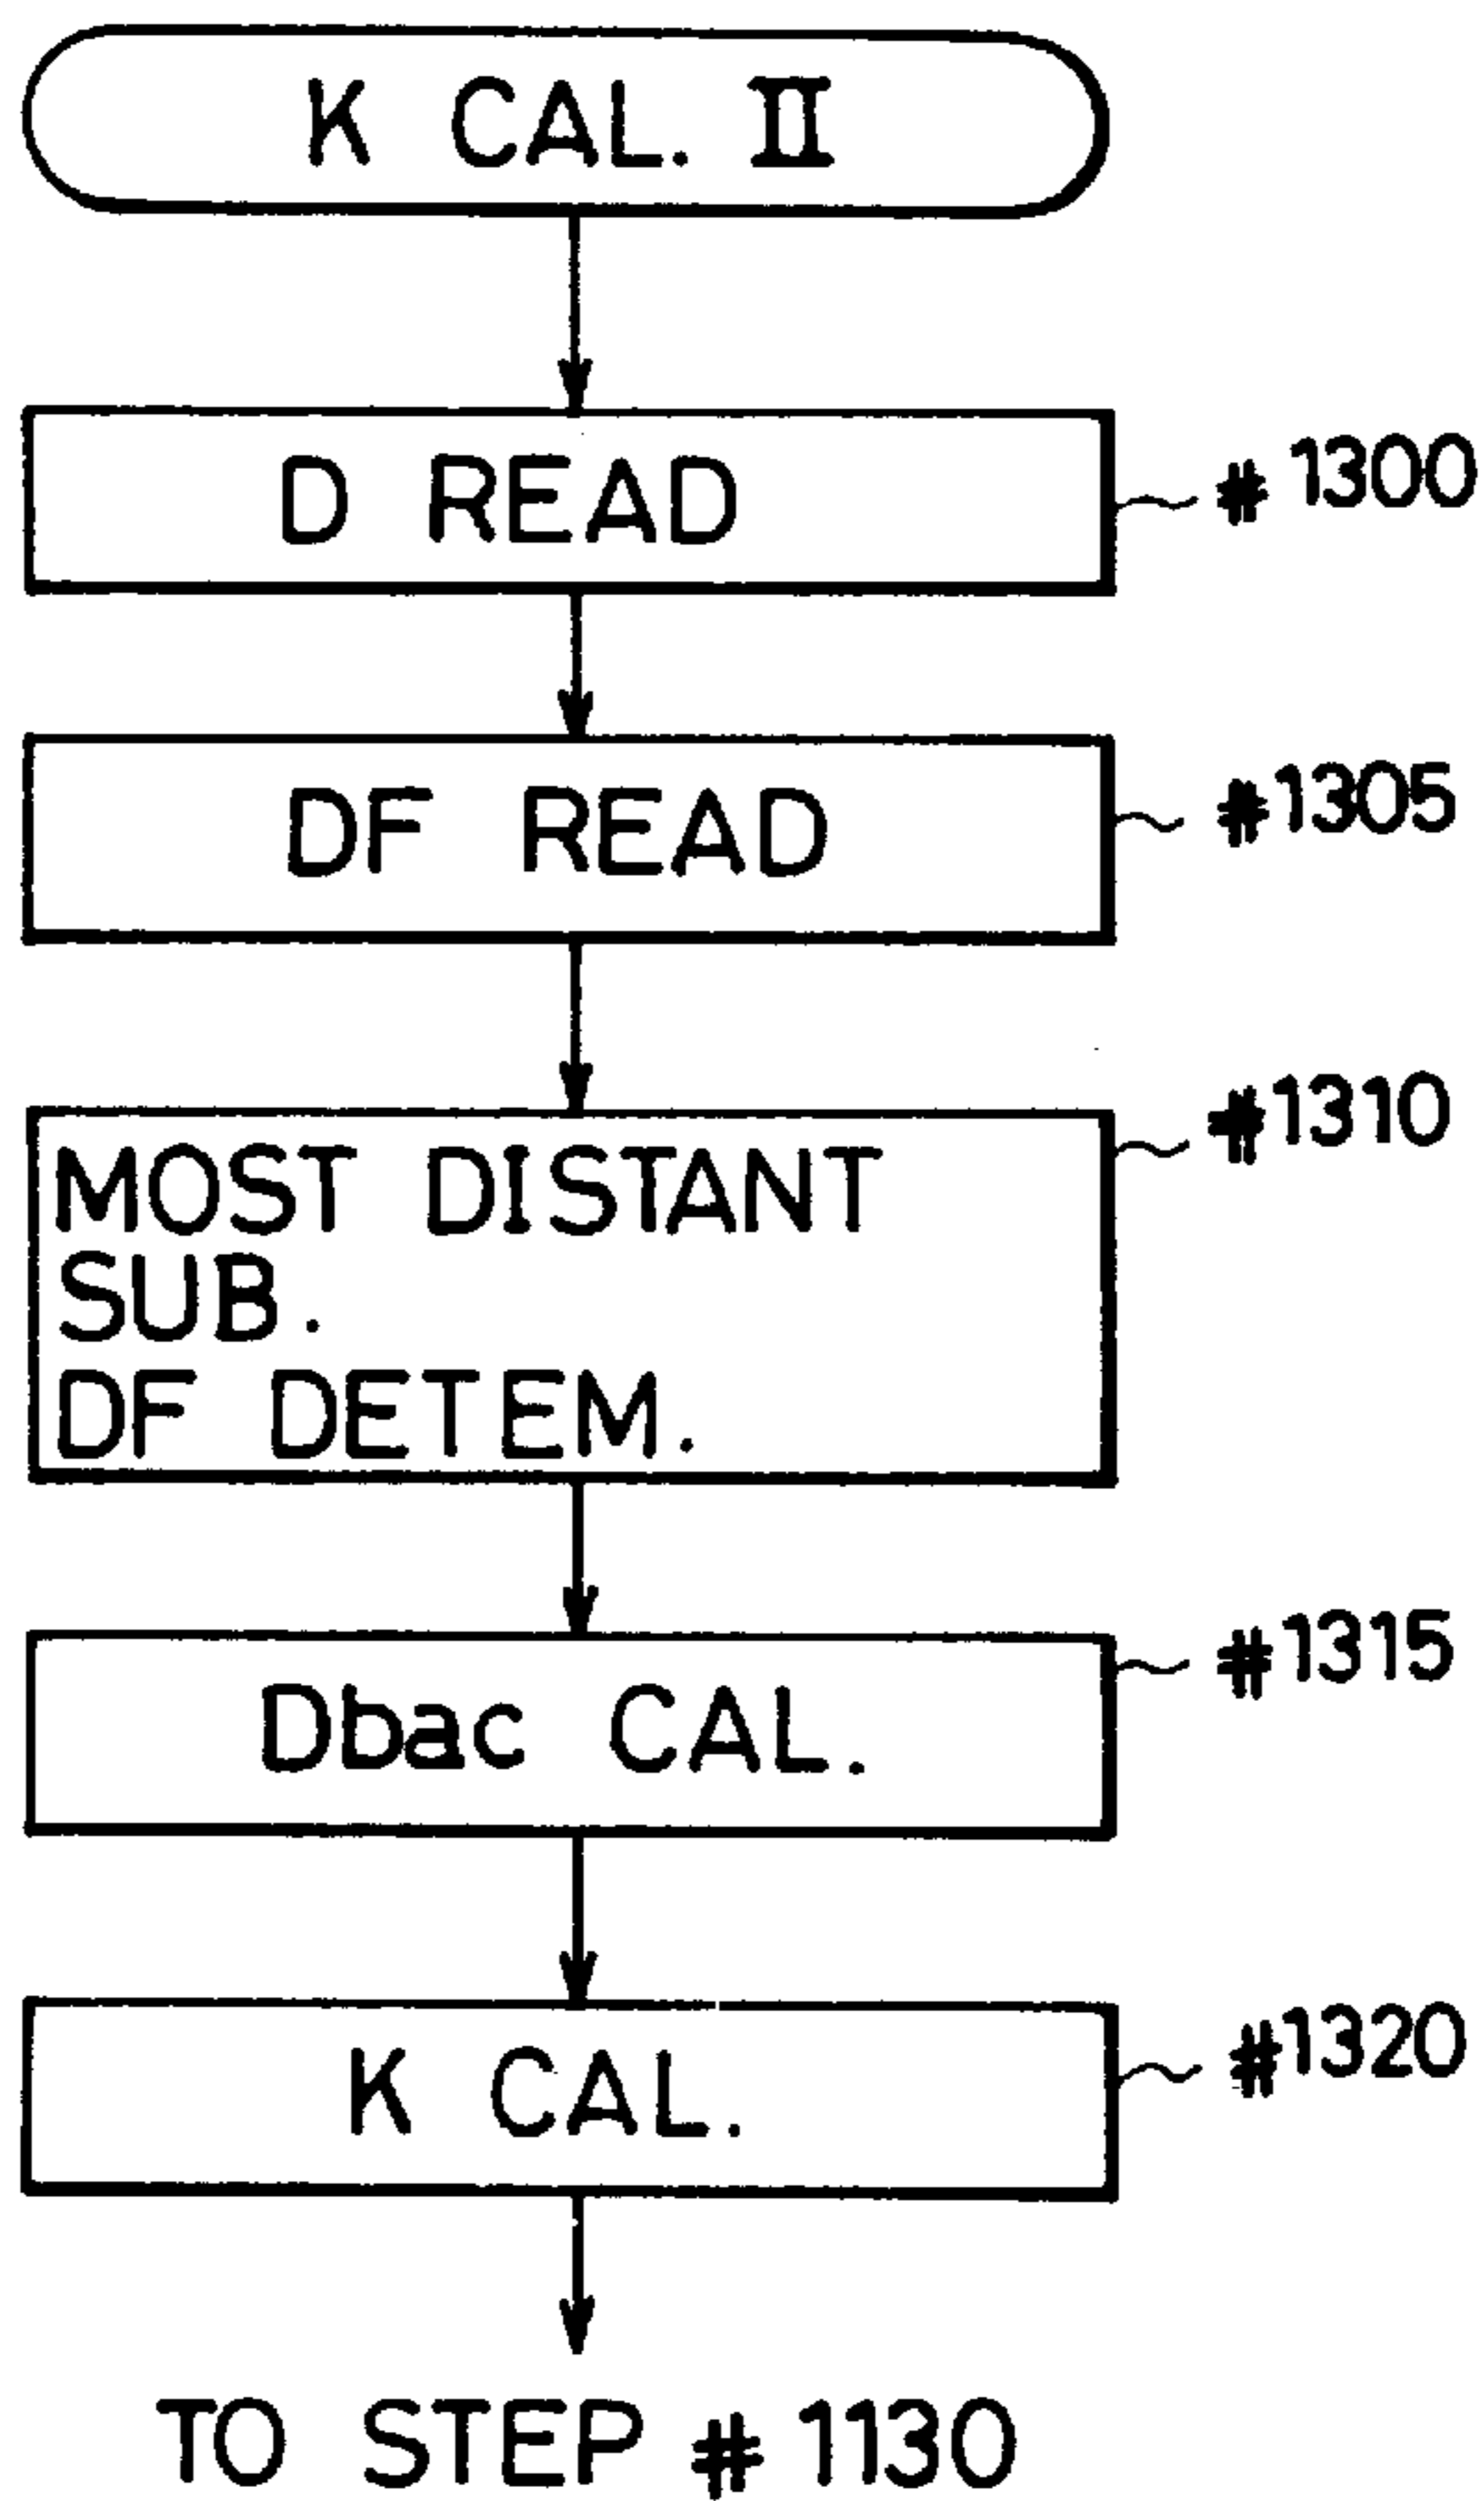 K CAL. II
D READ
#1300
DF READ
#1305
#1310
MOST DISTANT
SUB.
DF DETEM.
#1315
Dbac CAL.
#1320
K CAL.
TO STEP #1130